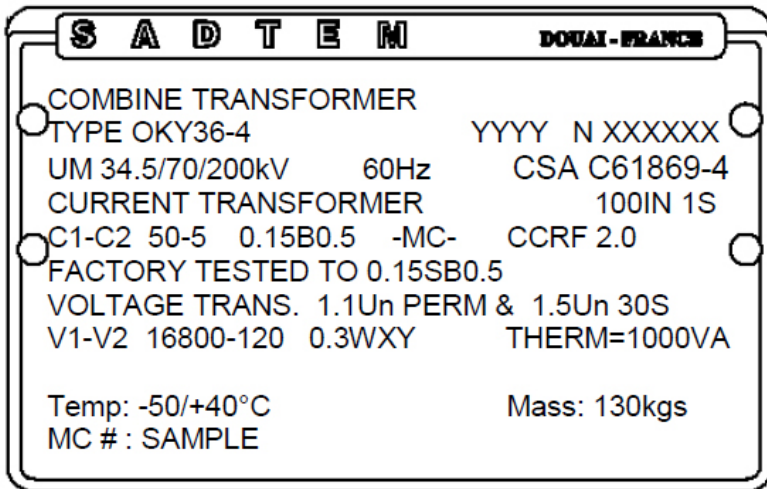 SADTEM DOUAI - FRANCE
COMBINE TRANSFORMER
TYPE OKY36-4 YYYY N XXXXXX
UM 34.5/70/200kV 60Hz CSA C61869-4
CURRENT TRANSFORMER 100IN 1S
C1-C2 50-5 0.15B0.5 -MC- CCRF 2.0
FACTORY TESTED TO 0.15SB0.5
VOLTAGE TRANS. 1.1Un PERM & 1.5Un 30S
V1-V2 16800-120 0.3WXY THERM=1000VA
Temp: -50/+40°C Mass: 130kgs
MC # : SAMPLE